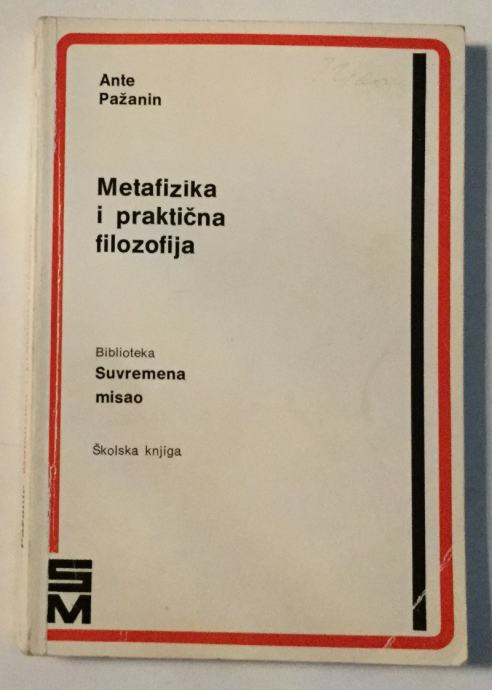 Ante
Pažanin
Metafizika
i praktična
filozofija
Biblioteka
Suvremena
misao
Školska knjiga
SM